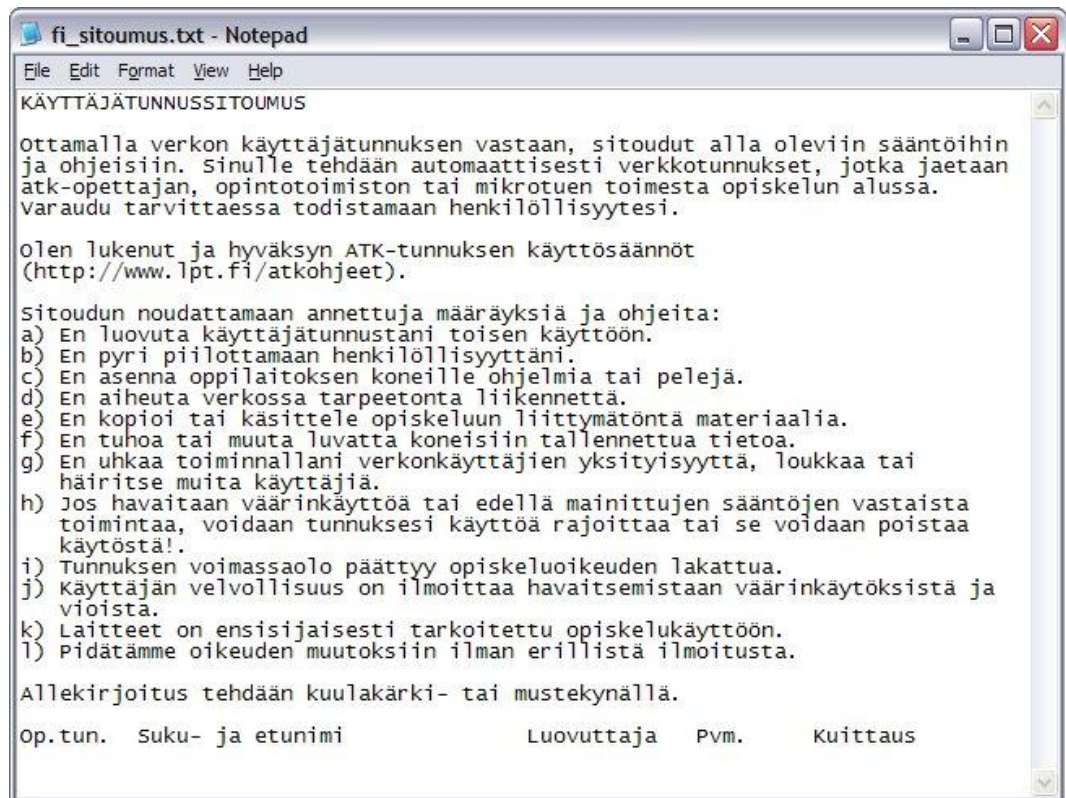 fi_sitoumus.txt - Notepad
File Edit Format View Help
KÄYTTÄJÄTUNNUSSITOUMUS
Ottamalla verkon käyttäjätunnuksen vastaan, sitoudut alla oleviin sääntöihin
ja ohjeisiin. Sinulle tehdään automaattisesti verkkotunnukset, jotka jaetaan
atk-opettajan, opintotoimiston tai mikrotuen toimesta opiskelun alussa.
Varaudu tarvittaessa todistamaan henkilöllisyytesi.
Olen lukenut ja hyväksyn ATK-tunnuksen käyttösäännöt
(http://www.lpt.fi/atkohjeet).
Sitoudun noudattamaan annettuja määräyksiä ja ohjeita:
a) En luovuta käyttäjätunnustani toisen käyttöön.
b) En pyri piilottamaan henkilöllisyyttäni.
c) En asenna oppilaitoksen koneille ohjelmia tai pelejä.
d) En aiheuta verkossa tarpeetonta liikennettä.
e) En kopioi tai käsittele opiskeluun liittymätöntä materiaalia.
f) En tuhoa tai muuta luvatta koneisiin tallennettua tietoa.
g) En uhkaa toiminnallani verkonkäyttäjien yksityisyyttä, loukkaa tai
häiritse muita käyttäjiä.
h) Jos havaitaan väärinkäyttöä tai edellä mainittujen sääntöjen vastaista
toimintaa, voidaan tunnuksesi käyttöä rajoittaa tai se voidaan poistaa
käytöstä!.
i) Tunnuksen voimassaolo päättyy opiskeluoikeuden lakattua.
j) Käyttäjän velvollisuus on ilmoittaa havaitsemistaan väärinkäytöksistä ja
vioista.
k) Laitteet on ensisijaisesti tarkoitettu opiskelukäyttöön.
l) Pidätämme oikeuden muutoksiin ilman erillistä ilmoitusta.
Allekirjoitus tehdään kuulakärki- tai mustekynällä.
Op.tun. Suku- ja etunimi Luovuttaja Pvm. Kuittaus